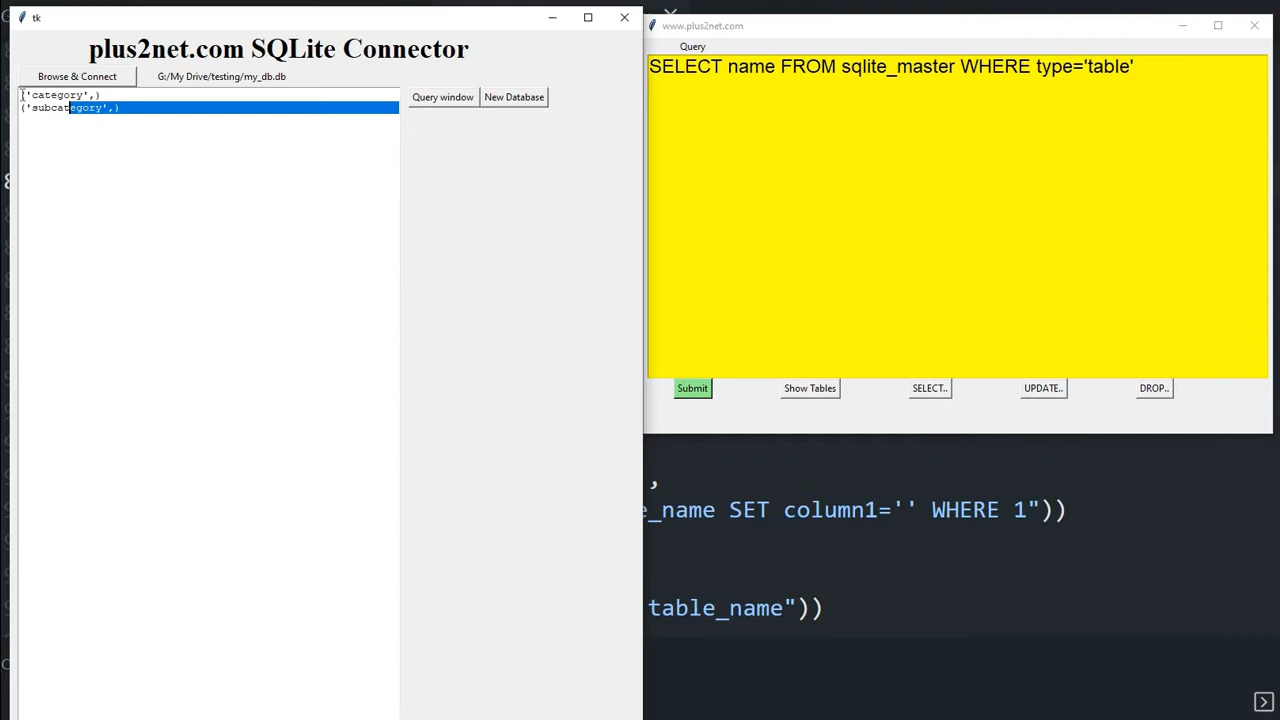 tk
plus2net.com SQLite Connector
Browse & Connect
G:/My Drive/testing/my_db.db
('category',)
('subcategory',)
Query window
New Database
www.plus2net.com
Query
SELECT name FROM sqlite_master WHERE type='table'
Submit
Show Tables
SELECT..
UPDATE..
DROP..
,
e_name SET column1='' WHERE 1"))
table_name"))